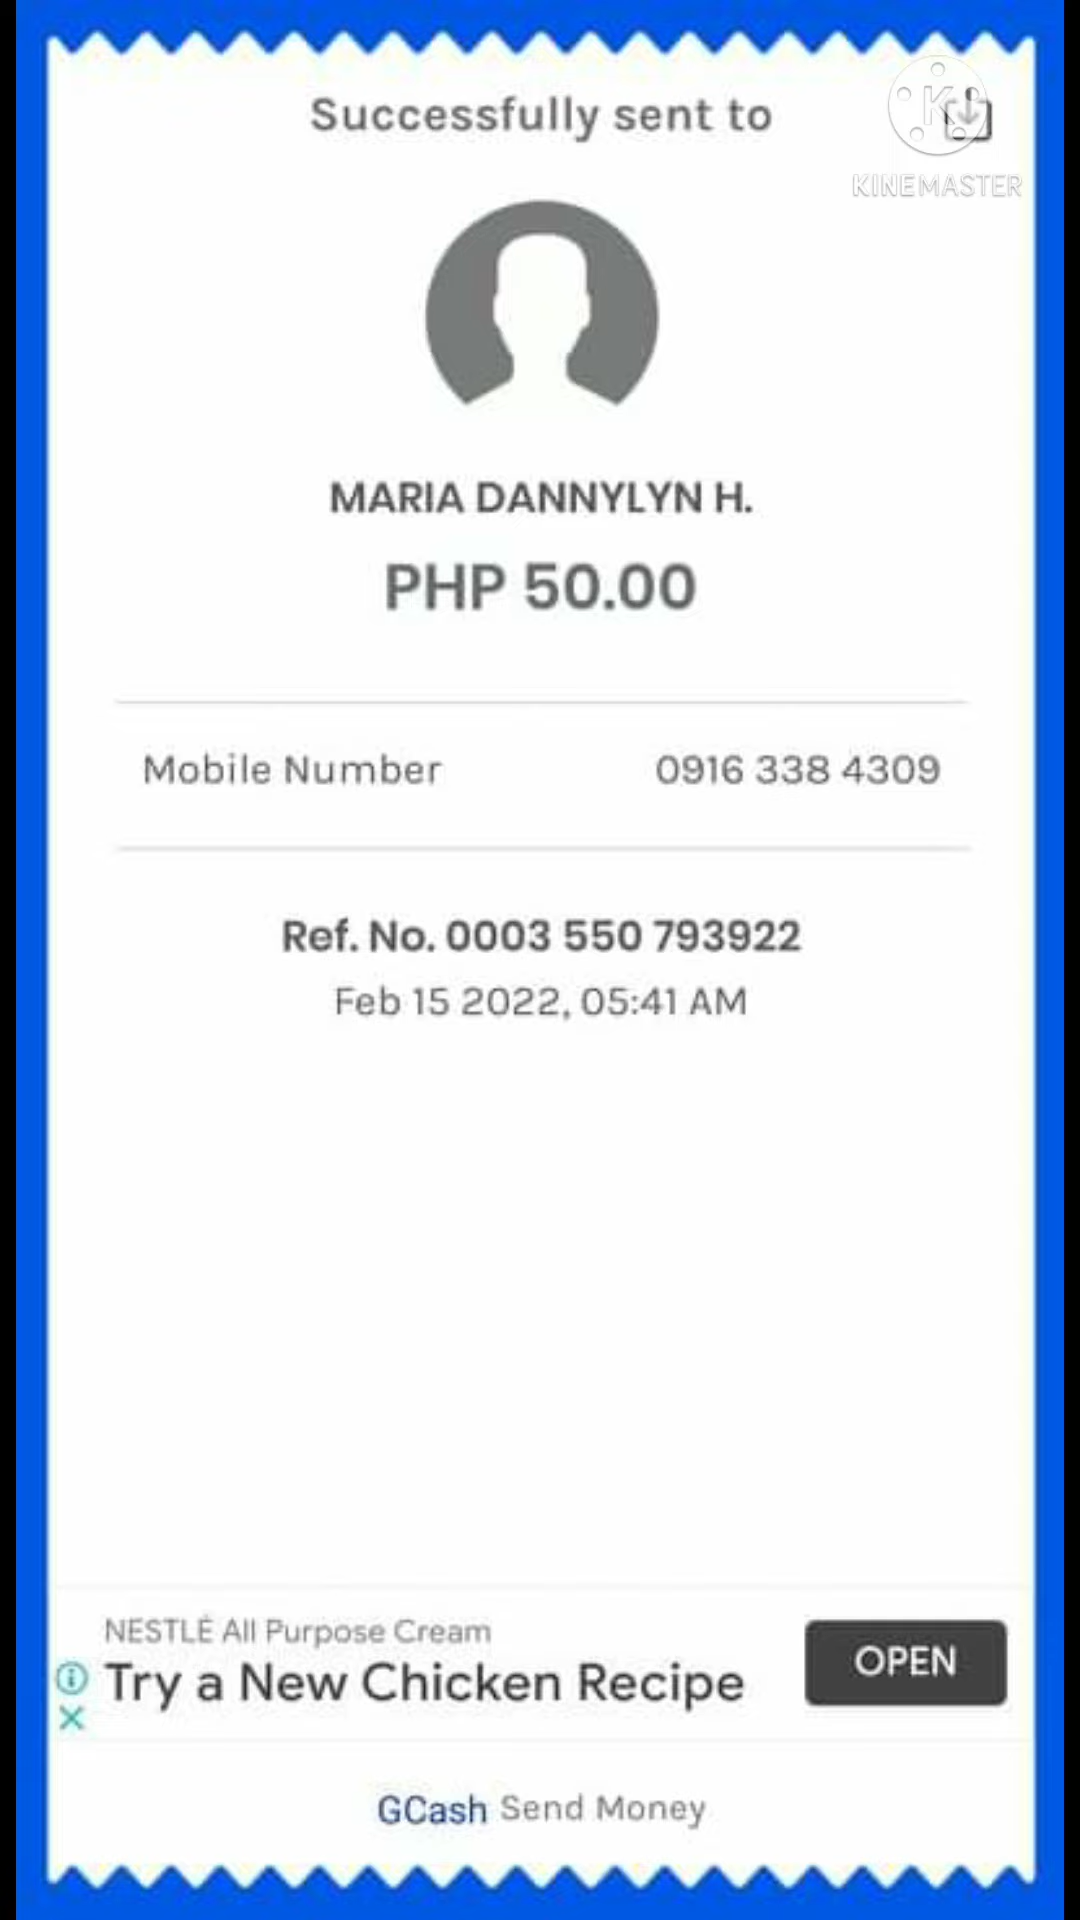 Successfully sent to
KINEMASTER
MARIA DANNYLYN H.
PHP 50.00
Mobile Number 0916 338 4309
Ref. No. 0003 550 793922
Feb 15 2022, 05:41 AM
NESTLÉ All Purpose Cream
Try a New Chicken Recipe
OPEN
GCash Send Money